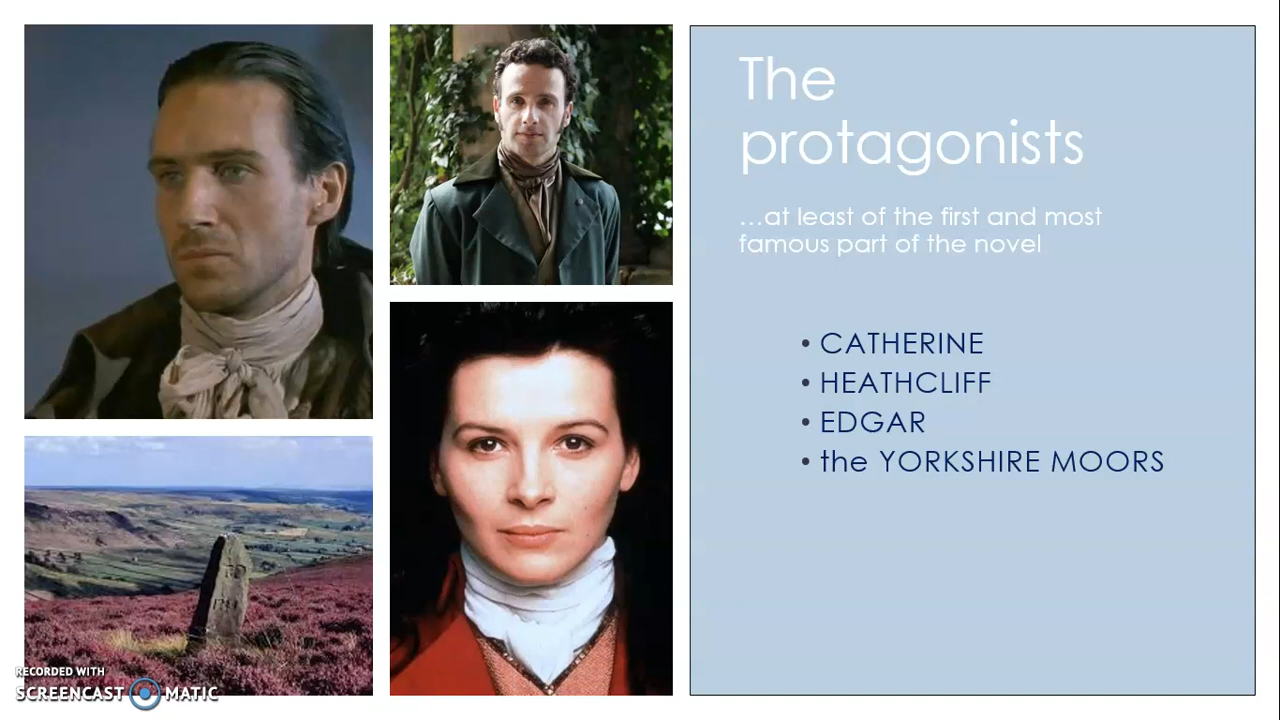 The
protagonists
...at least of the first and most
famous part of the novel
• CATHERINE
• HEATHCLIFF
• EDGAR
• the YORKSHIRE MOORS
RECORDED WITH
SCREENCAST MATIC